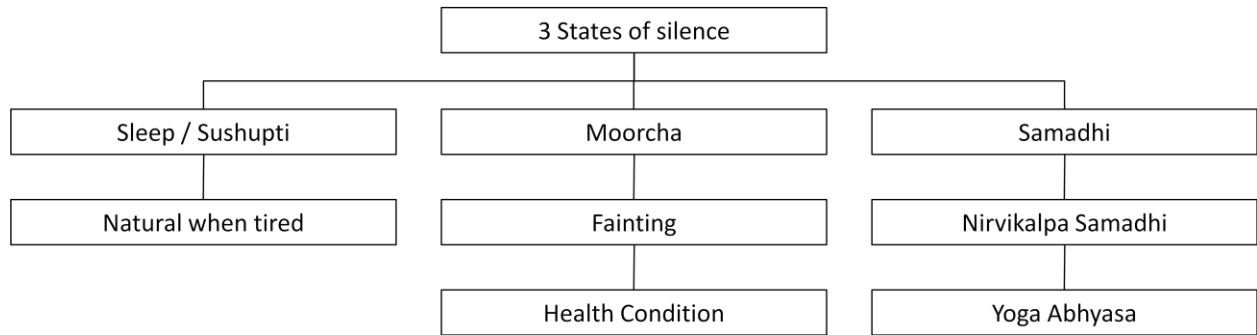 3 States of silence
Sleep / Sushupti
Moorcha
Samadhi
Natural when tired
Fainting
Nirvikalpa Samadhi
Health Condition
Yoga Abhyasa